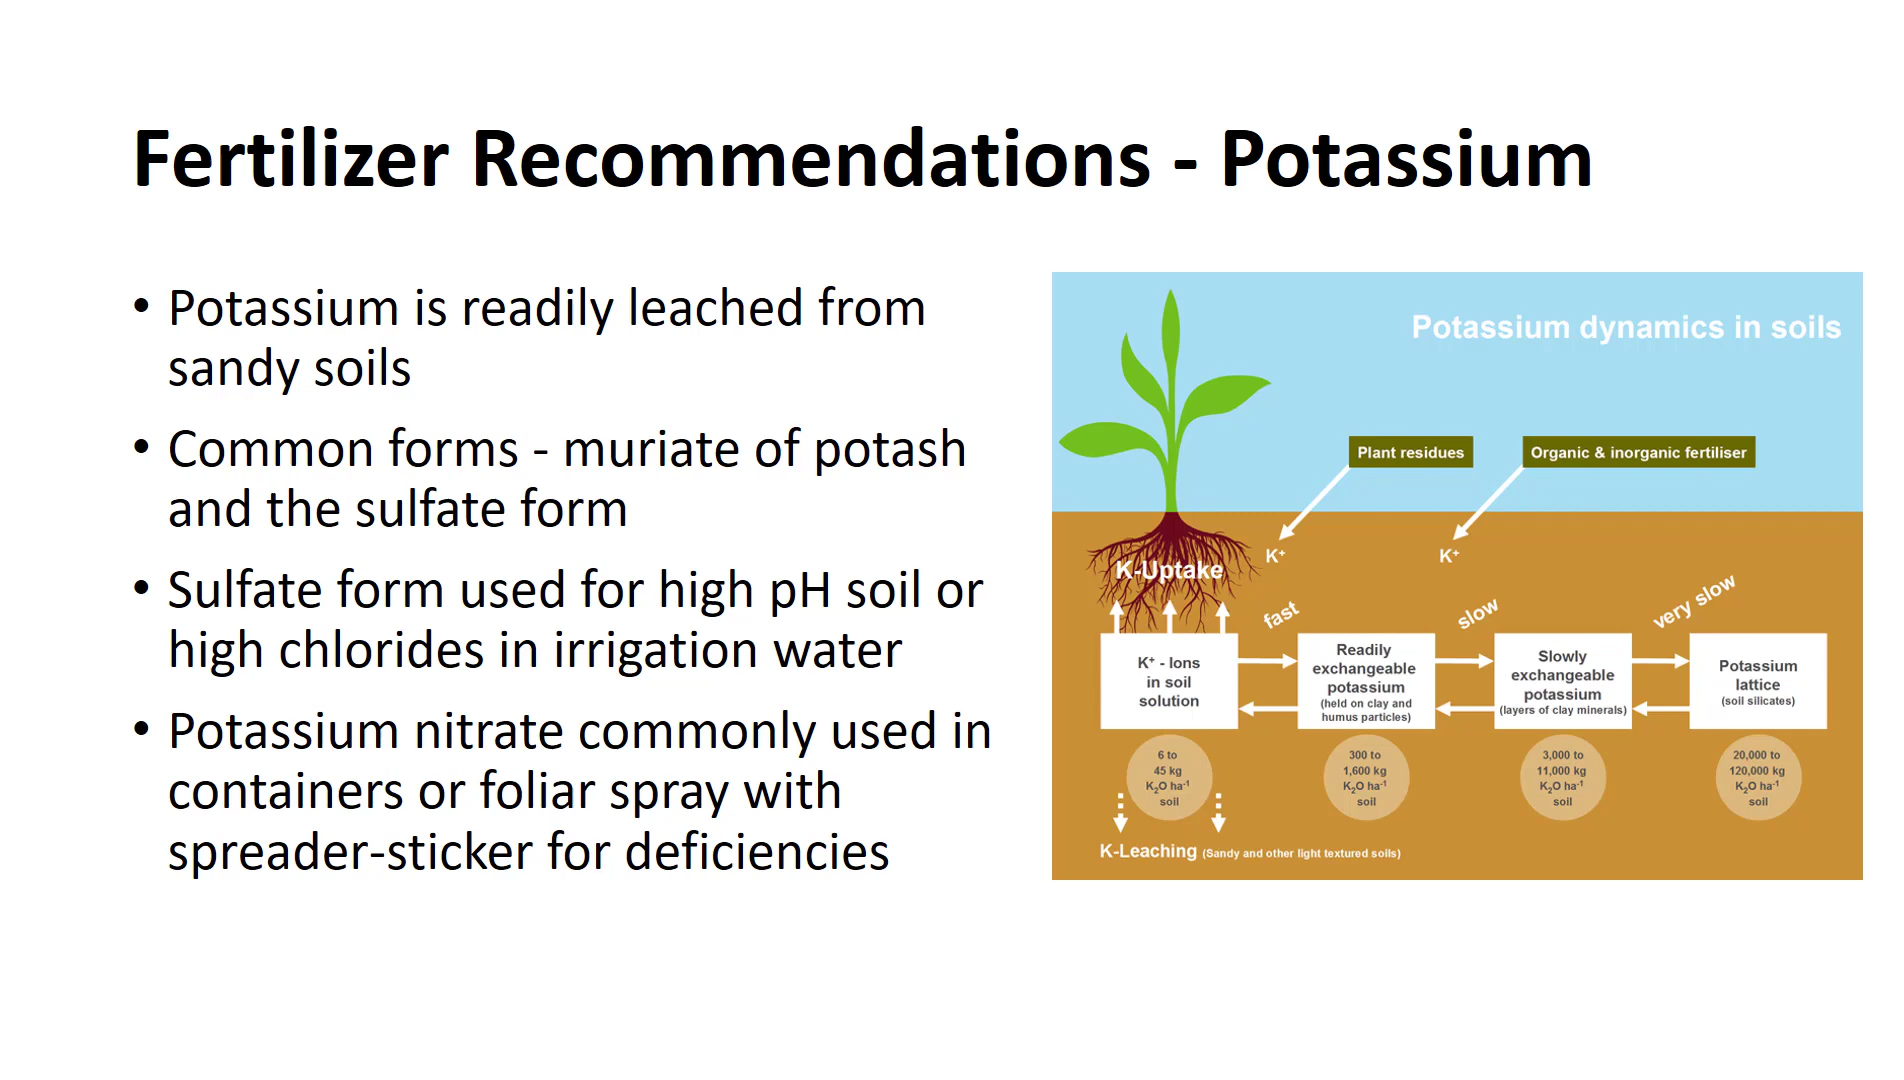 Fertilizer Recommendations - Potassium
• Potassium is readily leached from
sandy soils
• Common forms - muriate of potash
and the sulfate form
• Sulfate form used for high pH soil or
high chlorides in irrigation water
• Potassium nitrate commonly used in
containers or foliar spray with
spreader-sticker for deficiencies
Potassium dynamics in soils
Plant residues
Organic & inorganic fertiliser
K⁺
K⁺
K-Uptake
fast
slow
very slow
K⁺ - Ions
in soil
solution
Readily
exchangeable
potassium
(held on clay and
humus particles)
Slowly
exchangeable
potassium
(layers of clay minerals)
Potassium
lattice
(soil silicates)
6 to
45 kg
K₂O ha⁻¹
soil
300 to
1,600 kg
K₂O ha⁻¹
soil
3,000 to
11,000 kg
K₂O ha⁻¹
soil
20,000 to
120,000 kg
K₂O ha⁻¹
soil
K-Leaching (Sandy and other light textured soils)